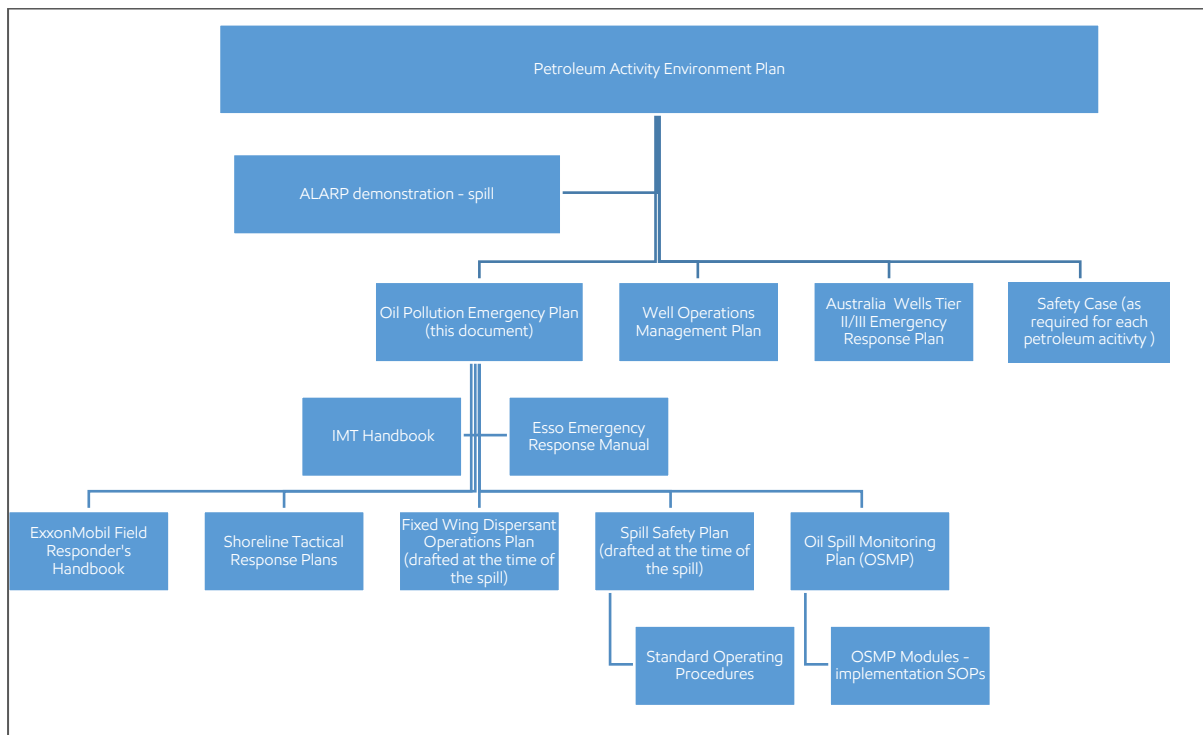 Petroleum Activity Environment Plan
ALARP demonstration - spill
Oil Pollution Emergency Plan
(this document)
Well Operations
Management Plan
Australia Wells Tier
II/III Emergency
Response Plan
Safety Case (as
required for each
petroleum acitivty )
IMT Handbook
Esso Emergency
Response Manual
ExxonMobil Field
Responder's
Handbook
Shoreline Tactical
Response Plans
Fixed Wing Dispersant
Operations Plan
(drafted at the time of
the spill)
Spill Safety Plan
(drafted at the time of
the spill)
Oil Spill Monitoring
Plan (OSMP)
Standard Operating
Procedures
OSMP Modules -
implementation SOPs